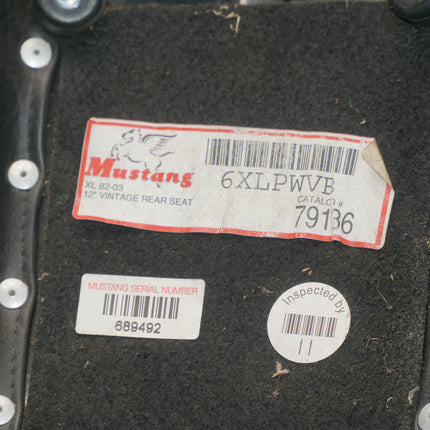 Mustang
XL 82-03
12" VINTAGE REAR SEAT
6XLPWVB
CATALOG #
79136
MUSTANG SERIAL NUMBER
689492
Inspected by
11